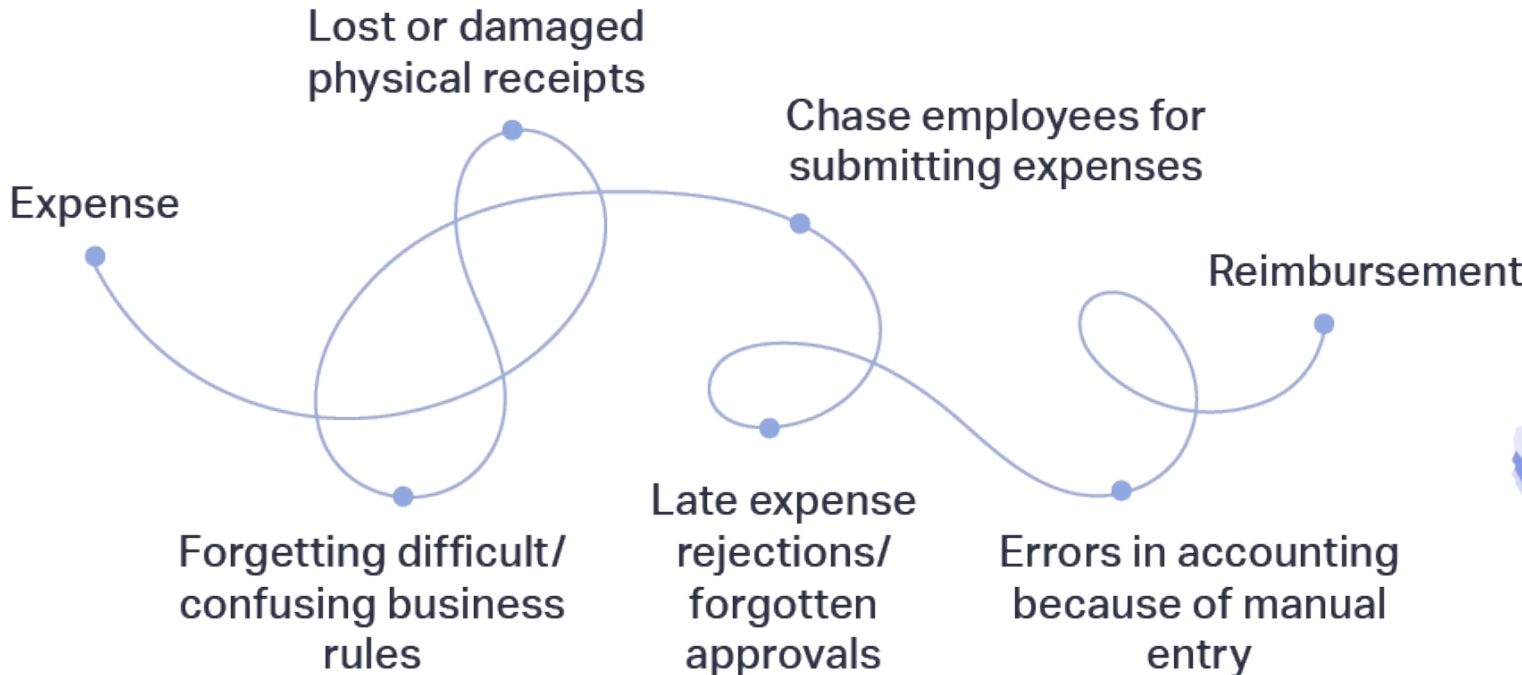 Lost or damaged
physical receipts
Chase employees for
submitting expenses
Expense
Reimbursement
Forgetting difficult/
confusing business
rules
Late expense
rejections/
forgotten
approvals
Errors in accounting
because of manual
entry